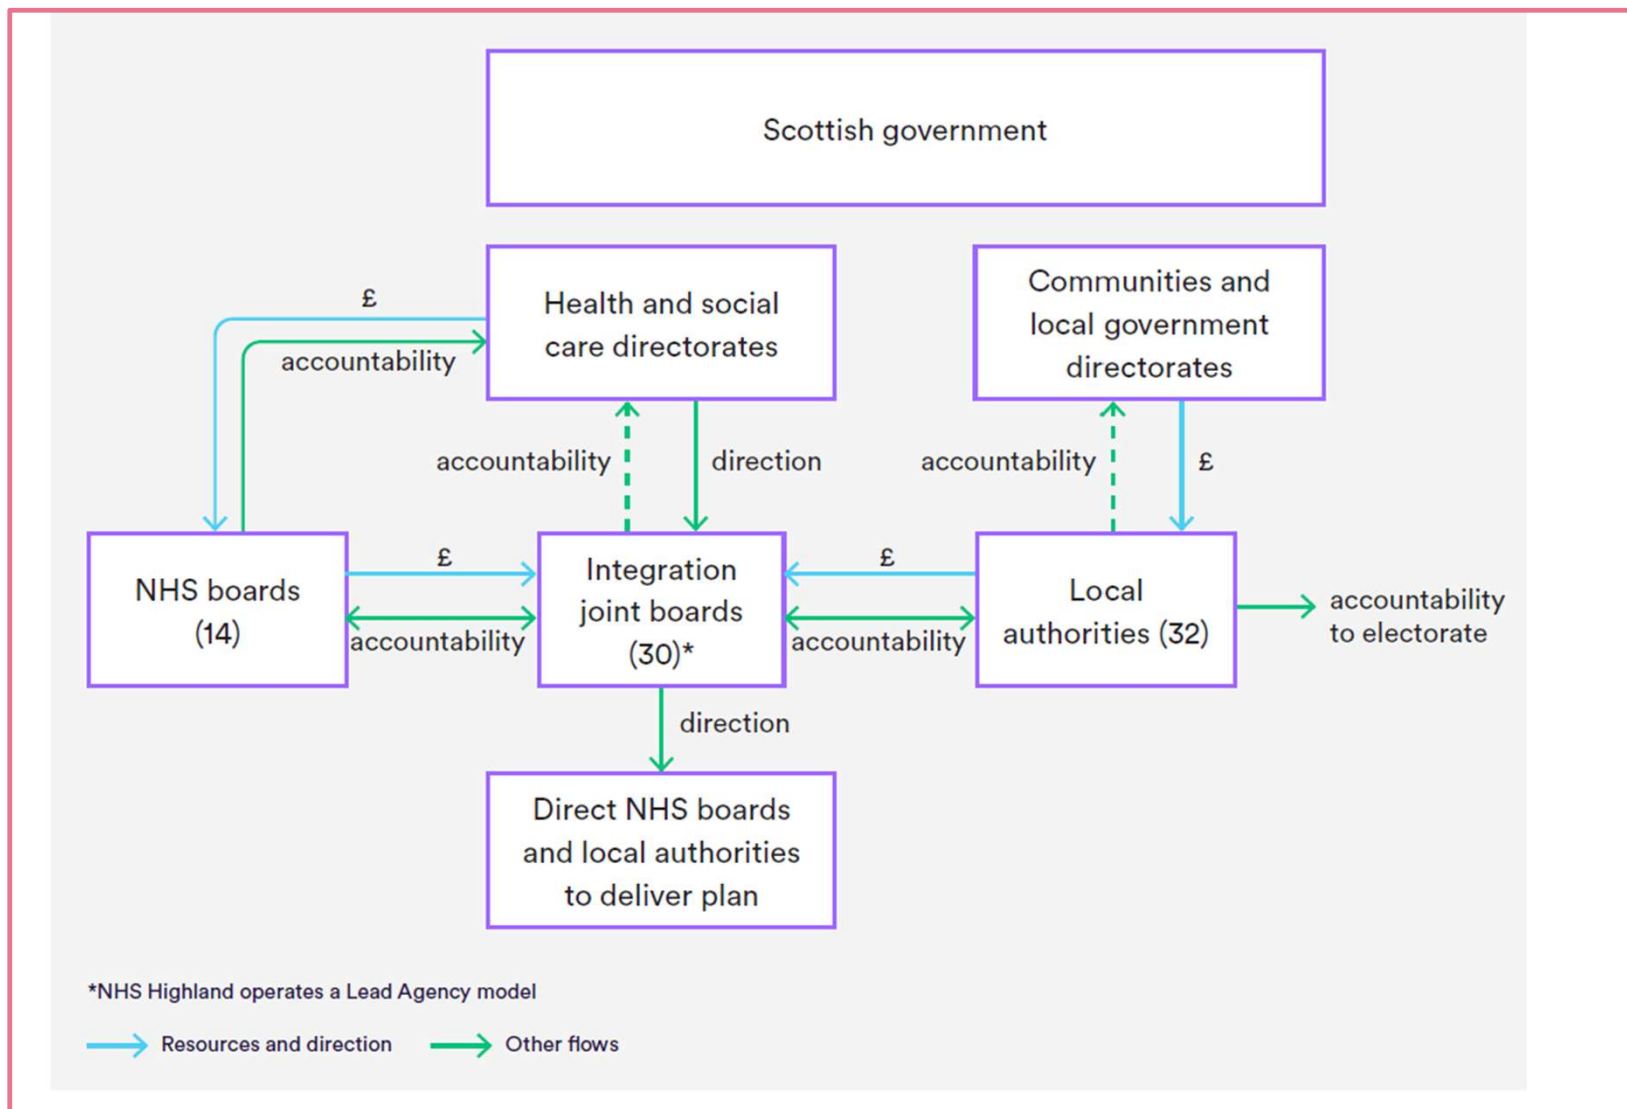 Scottish government
Health and social
care directorates
Communities and
local government
directorates
£
accountability
accountability
direction
accountability
£
NHS boards
(14)
£
accountability
Integration
joint boards
(30)*
£
accountability
Local
authorities (32)
accountability
to electorate
direction
Direct NHS boards
and local authorities
to deliver plan
*NHS Highland operates a Lead Agency model
Resources and direction
Other flows